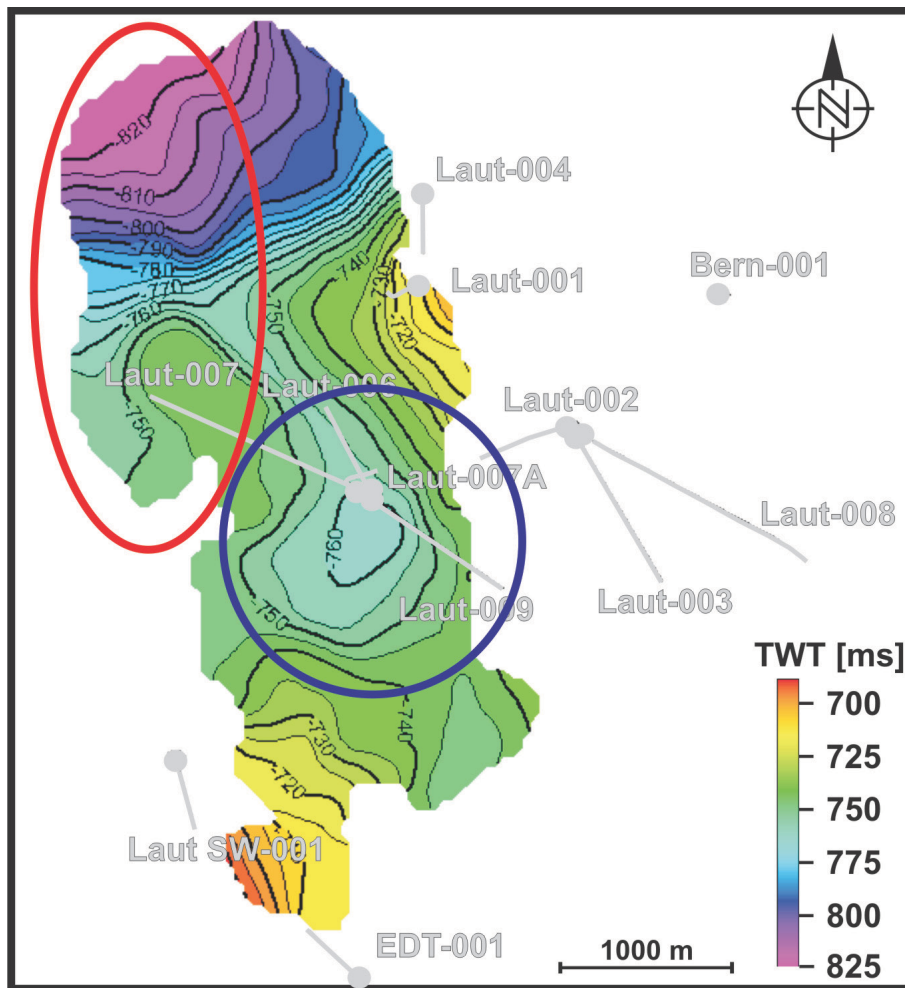 N
-820
Laut-004
-810
-800
-790
-780
-770
-760
-740
-750
Laut-001
-730
-720
Bern-001
Laut-007
Laut-006
Laut-002
-750
Laut-007A
Laut-008
-760
Laut-009
Laut-003
-750
TWT [ms]
700
-740
-730
725
-720
750
Laut SW-001
775
800
EDT-001
1000 m
825